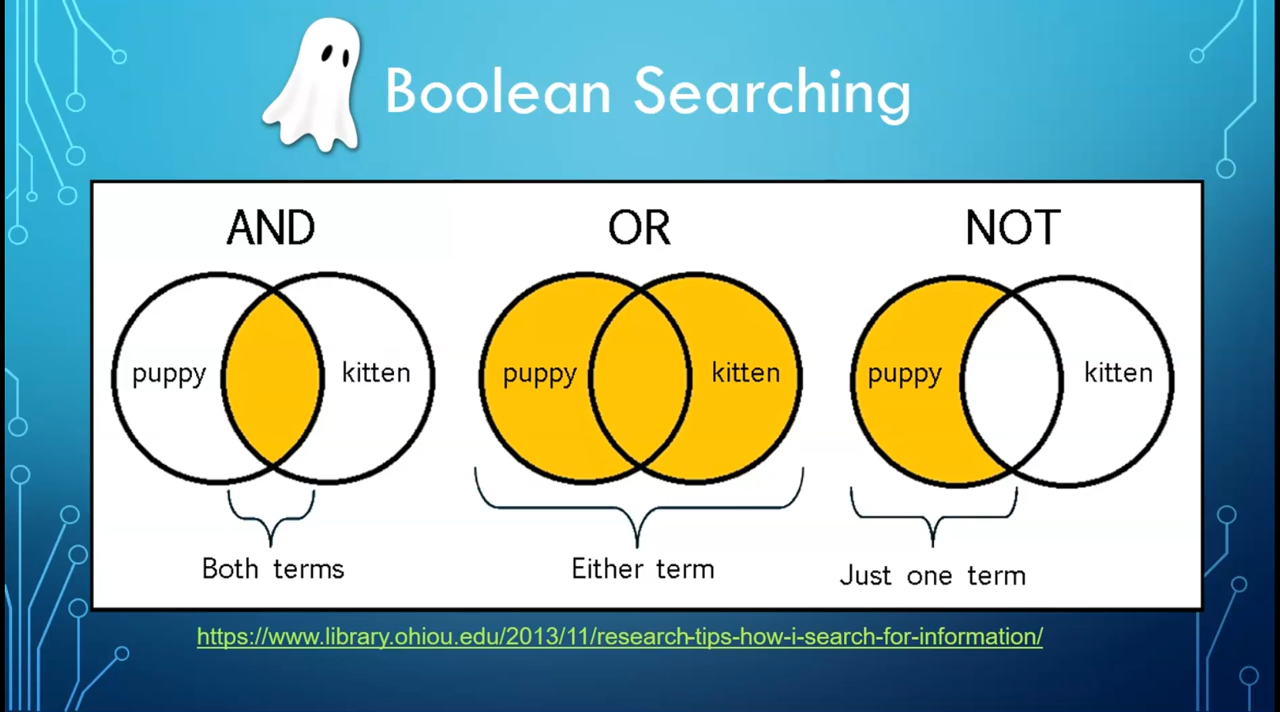 Boolean Searching
AND
OR
NOT
puppy
kitten
puppy
kitten
puppy
kitten
Both terms
Either term
Just one term
https://www.library.ohiou.edu/2013/11/research-tips-how-i-search-for-information/